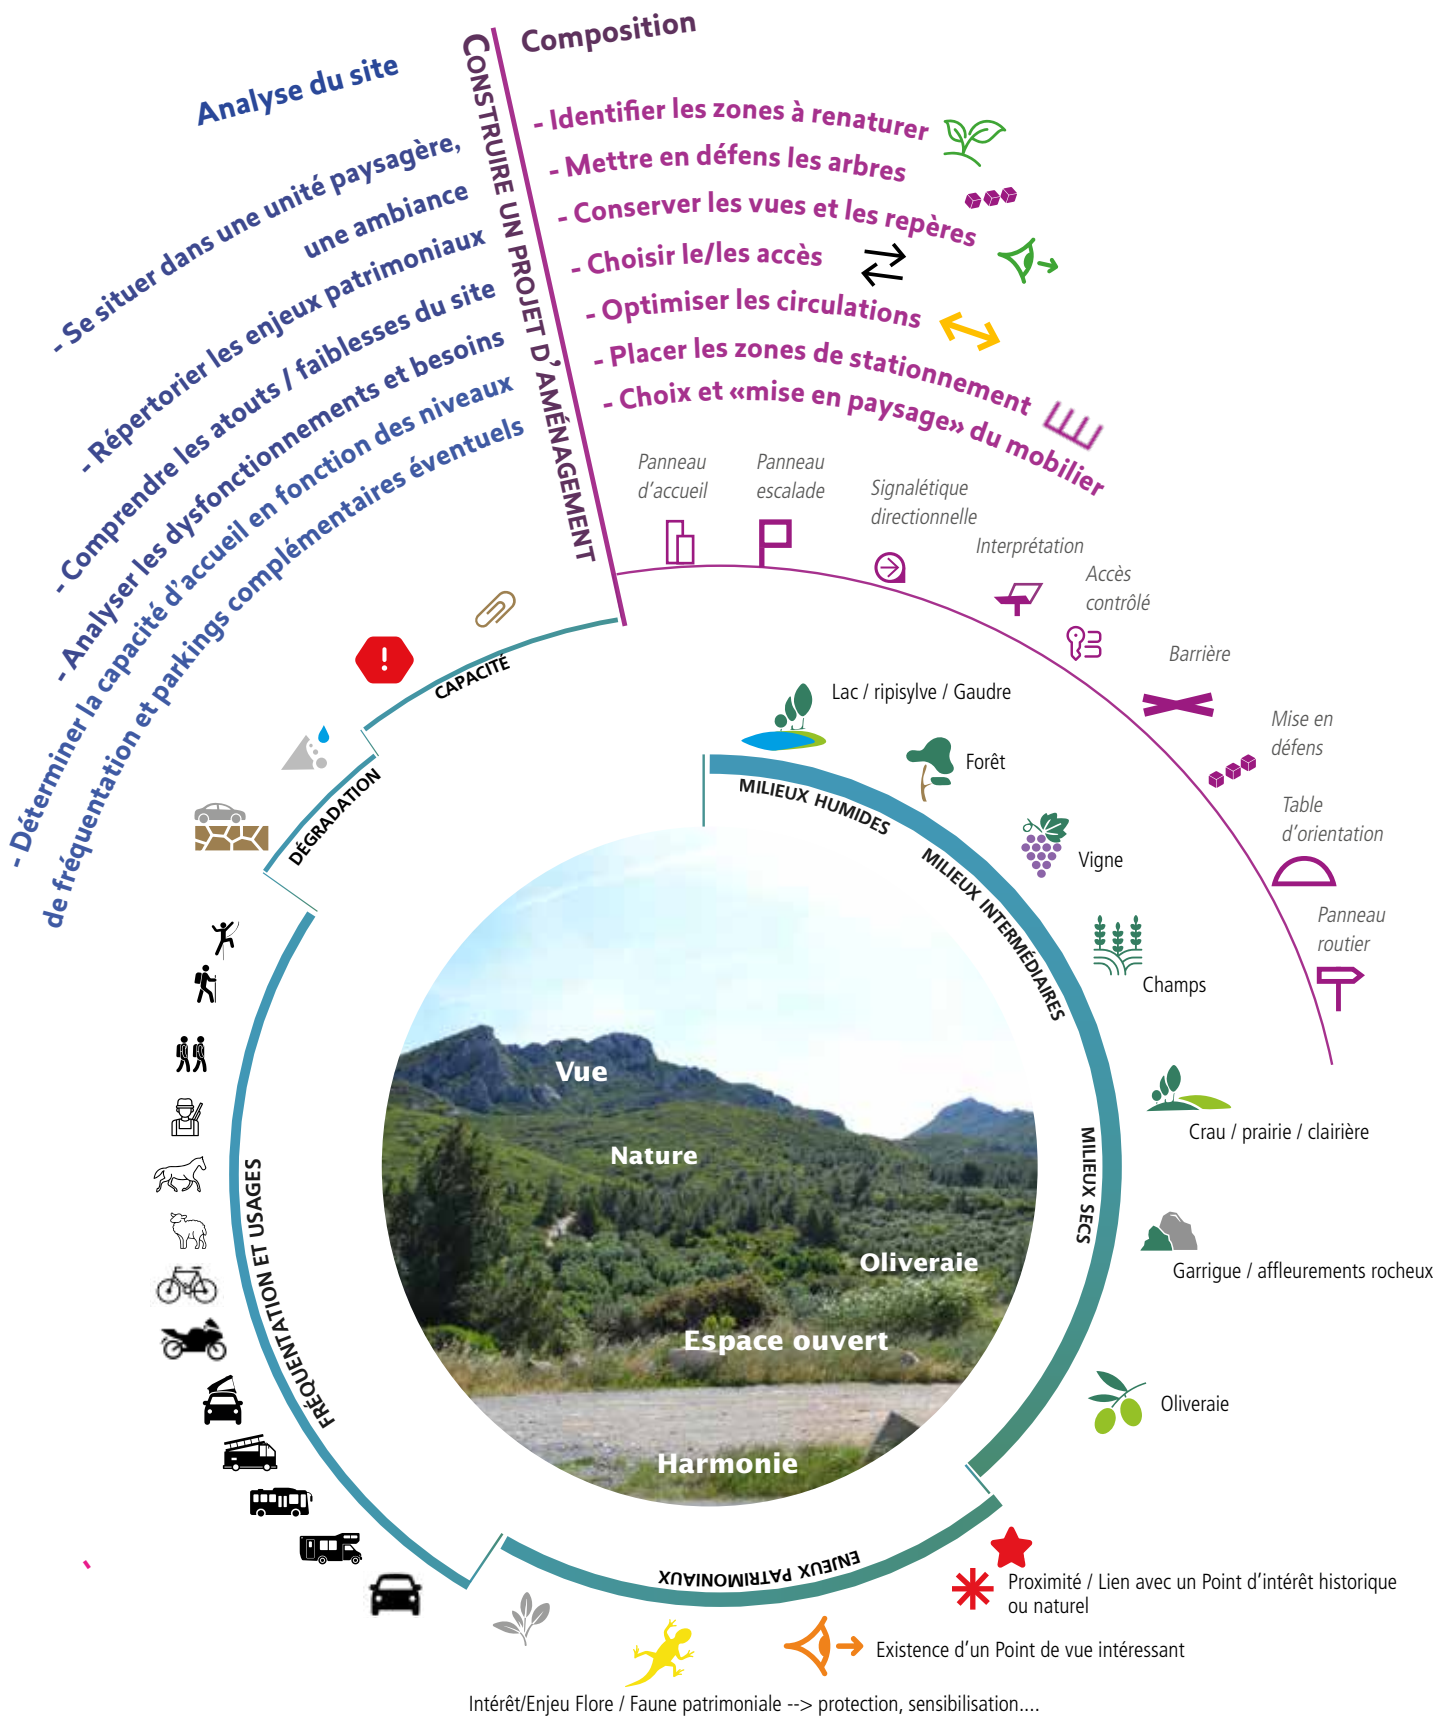 Analyse du site
- Se situer dans une unité paysagère,
une ambiance
- Répertorier les enjeux patrimoniaux
- Comprendre les atouts / faiblesses du site
- Analyser les dysfonctionnements et besoins
- Déterminer la capacité d'accueil en fonction des niveaux
de fréquentation et parkings complémentaires éventuels
CONSTRUIRE UN PROJET D'AMÉNAGEMENT
Composition
- Identifier les zones à renaturer
- Mettre en défens les arbres
- Conserver les vues et les repères
- Choisir le/les accès
- Optimiser les circulations
- Placer les zones de stationnement
- Choix et «mise en paysage» du mobilier
Panneau
d'accueil
Panneau
escalade
Signalétique
directionnelle
Interprétation
Accès
contrôlé
Barrière
Mise en
défens
Table
d'orientation
Panneau
routier
CAPACITÉ
DÉGRADATION
FRÉQUENTATION ET USAGES
MILIEUX HUMIDES
MILIEUX INTERMÉDIAIRES
MILIEUX SECS
ENJEUX PATRIMONIAUX
Lac / ripisylve / Gaudre
Forêt
Vigne
Champs
Crau / prairie / clairière
Garrigue / affleurements rocheux
Oliveraie
Vue
Nature
Oliveraie
Espace ouvert
Harmonie
Proximité / Lien avec un Point d'intérêt historique
ou naturel
Existence d'un Point de vue intéressant
Intérêt/Enjeu Flore / Faune patrimoniale --> protection, sensibilisation....